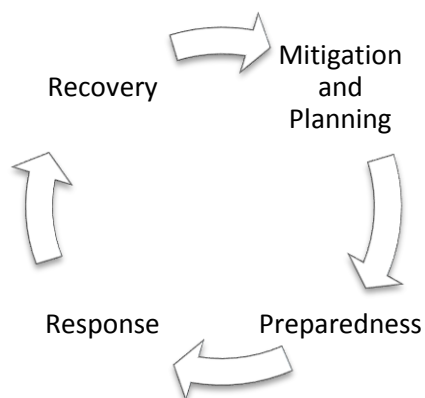 Recovery
Mitigation
and
Planning
Response
Preparedness